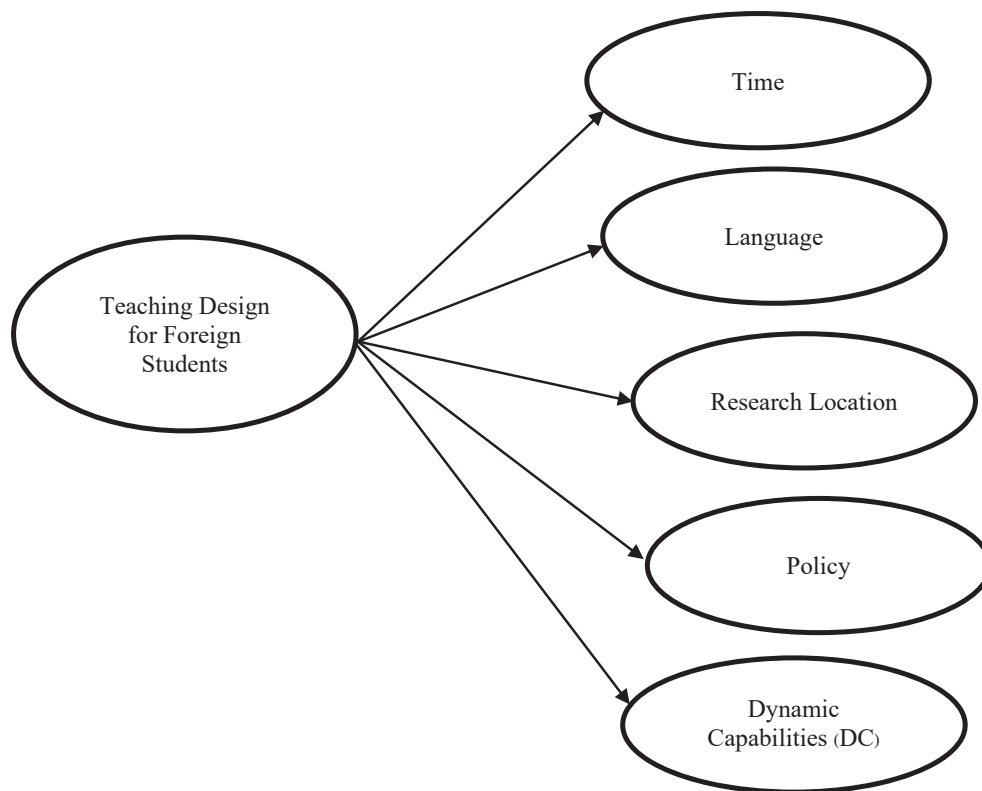 Time
Language
Teaching Design
for Foreign
Students
Research Location
Policy
Dynamic
Capabilities (DC)